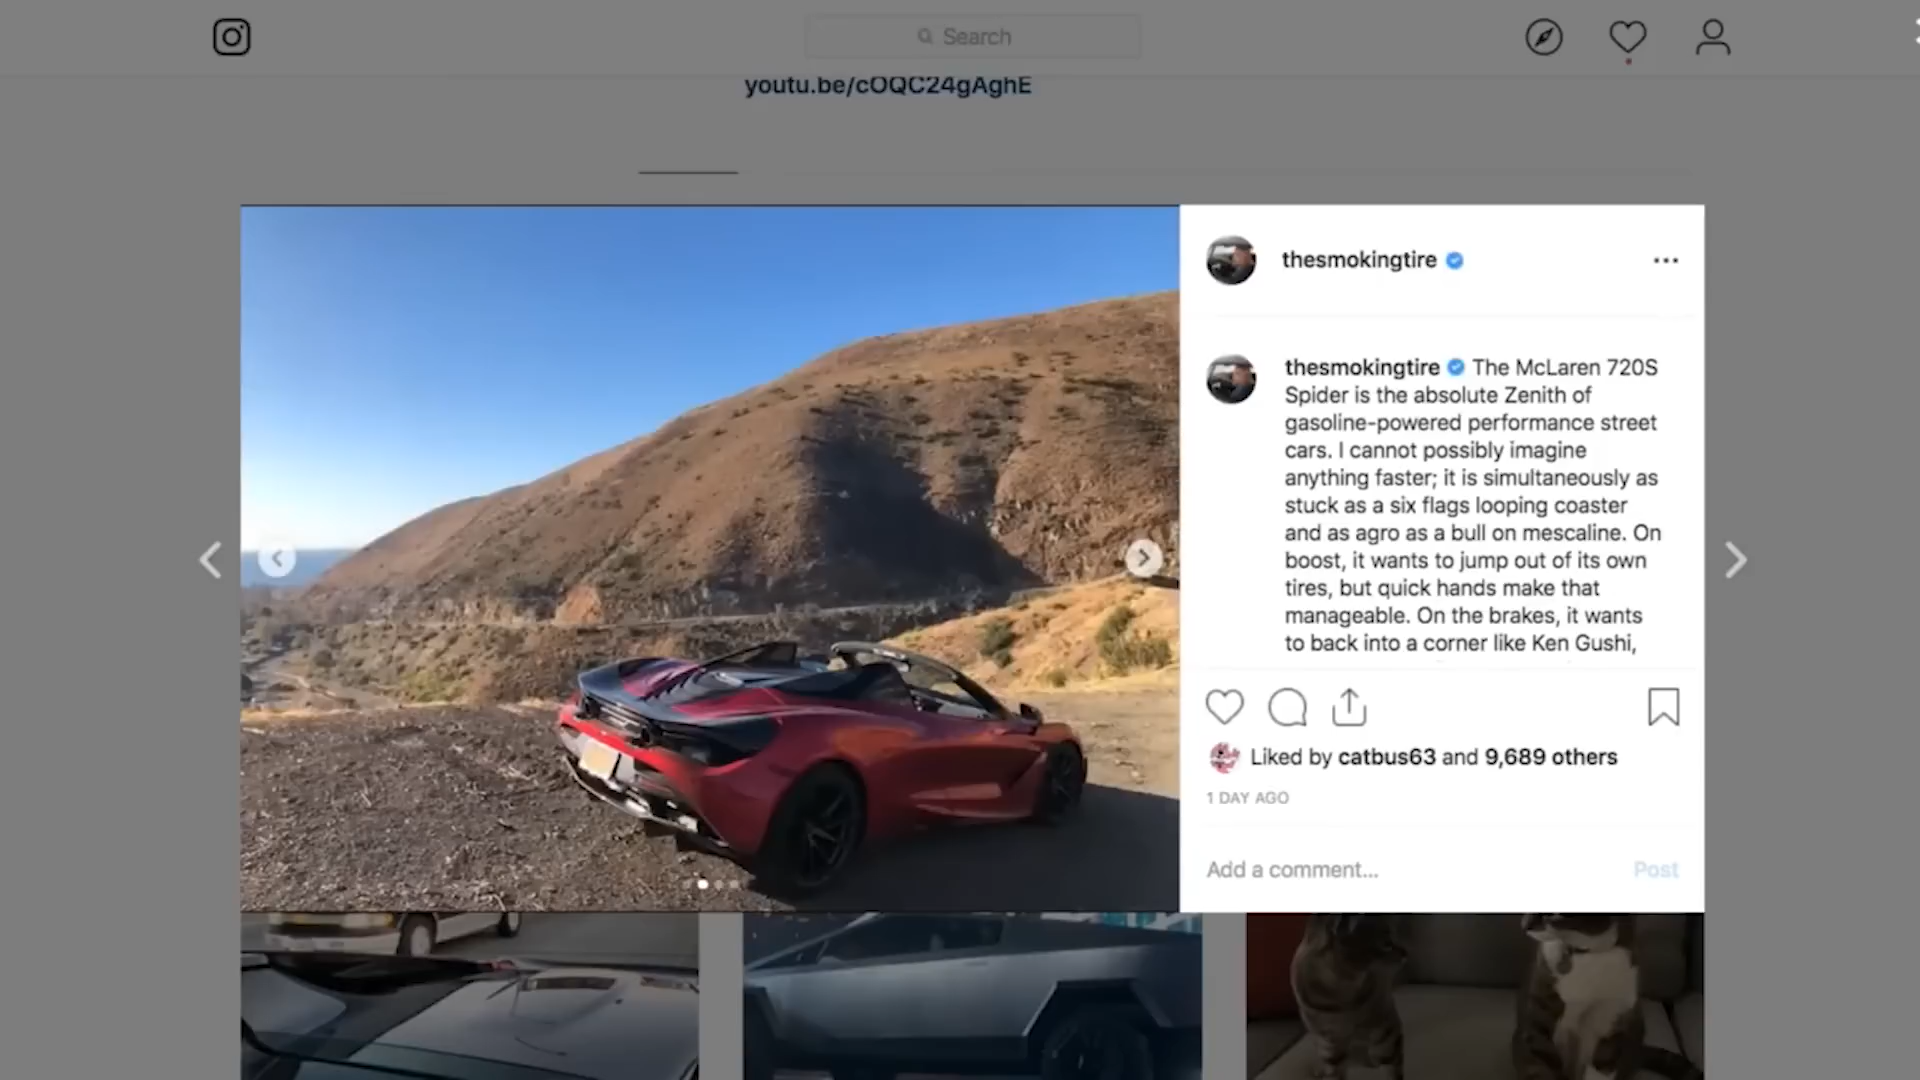 Search
youtu.be/cOQC24gAghE
thesmokingtire
thesmokingtire The McLaren 720S
Spider is the absolute Zenith of
gasoline-powered performance street
cars. I cannot possibly imagine
anything faster; it is simultaneously as
stuck as a six flags looping coaster
and as agro as a bull on mescaline. On
boost, it wants to jump out of its own
tires, but quick hands make that
manageable. On the brakes, it wants
to back into a corner like Ken Gushi,
Liked by catbus63 and 9,689 others
1 DAY AGO
Add a comment...
Post